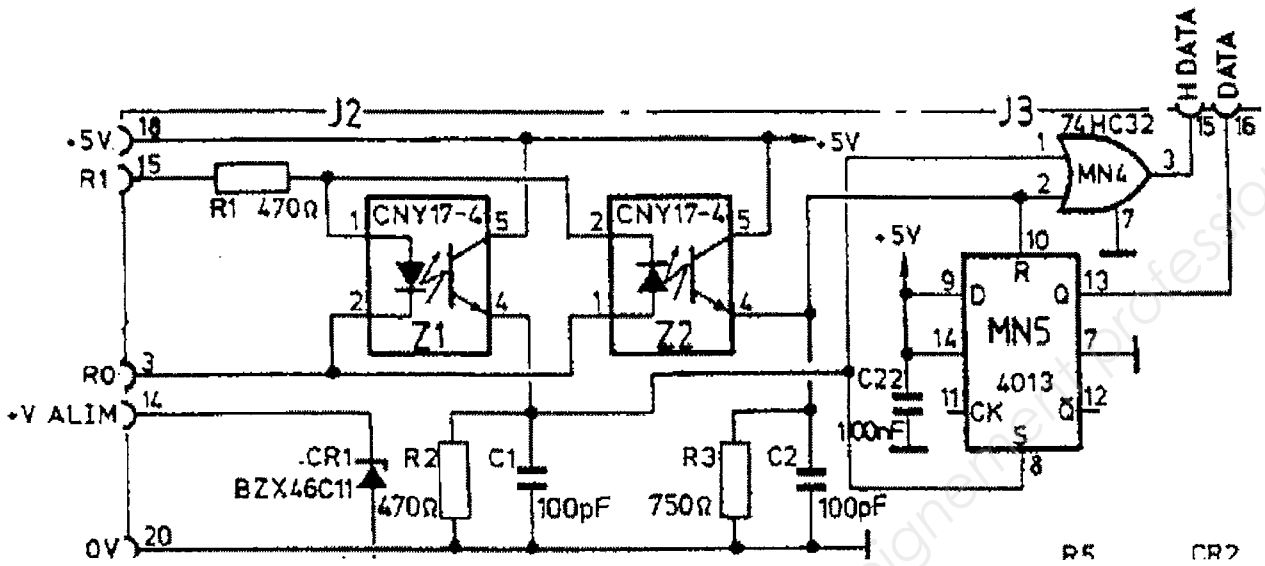 H DATA
DATA
J2
J3
+5V 18
+5V
74HC32
15 16
R1 15
1
MN4
3
2
R1 470Ω
CNY17-4
CNY17-4
1 5
2 5
7
+5V
10
R
9 D
Q 13
2 4
1 4
MN5
Z1
Z2
14
7
R0 3
4013
C22
11 CK
Q̅ 12
+V ALIM 14
100nF
S
8
CR1
R2
C1
R3
C2
BZX46C11
470Ω
100pF
750Ω
100pF
0V 20
R5
CR2
ignement professio